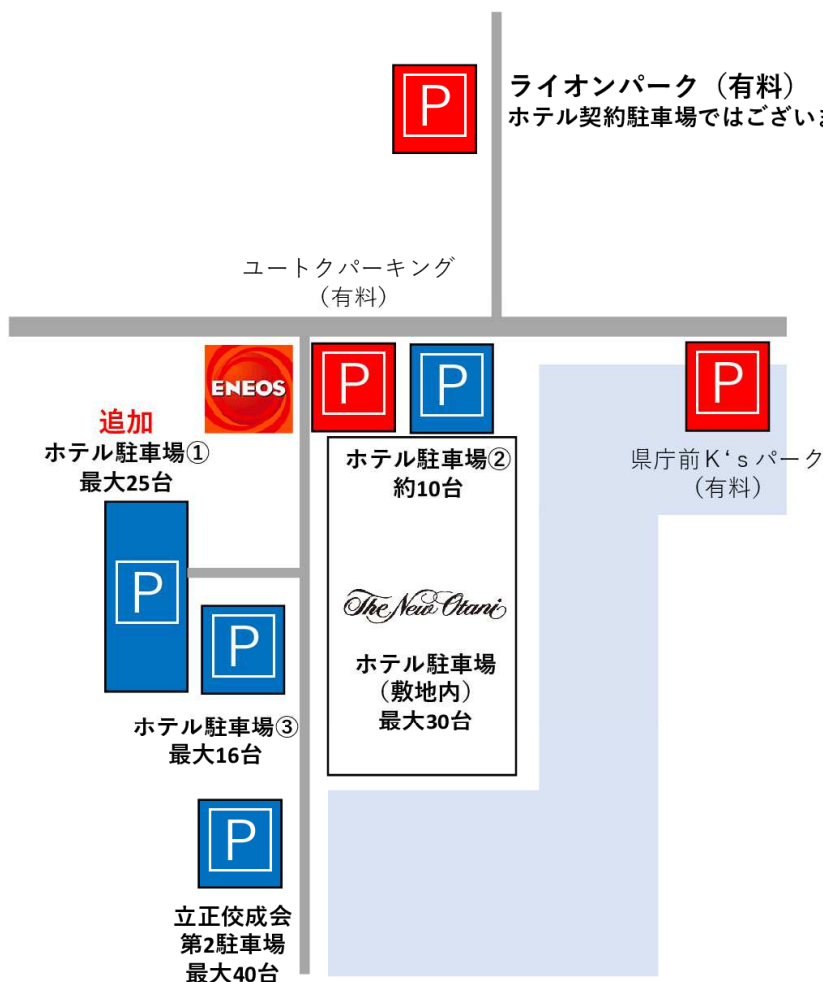 P
ライオンパーク（有料）
ホテル契約駐車場ではござい
ユートクパーキング
（有料）
ENEOS
P
P
P
追加
ホテル駐車場①
最大25台
ホテル駐車場②
約10台
県庁前K‘sパーク
（有料）
P
P
The New Otani
ホテル駐車場
（敷地内）
最大30台
ホテル駐車場③
最大16台
P
立正佼成会
第2駐車場
最大40台